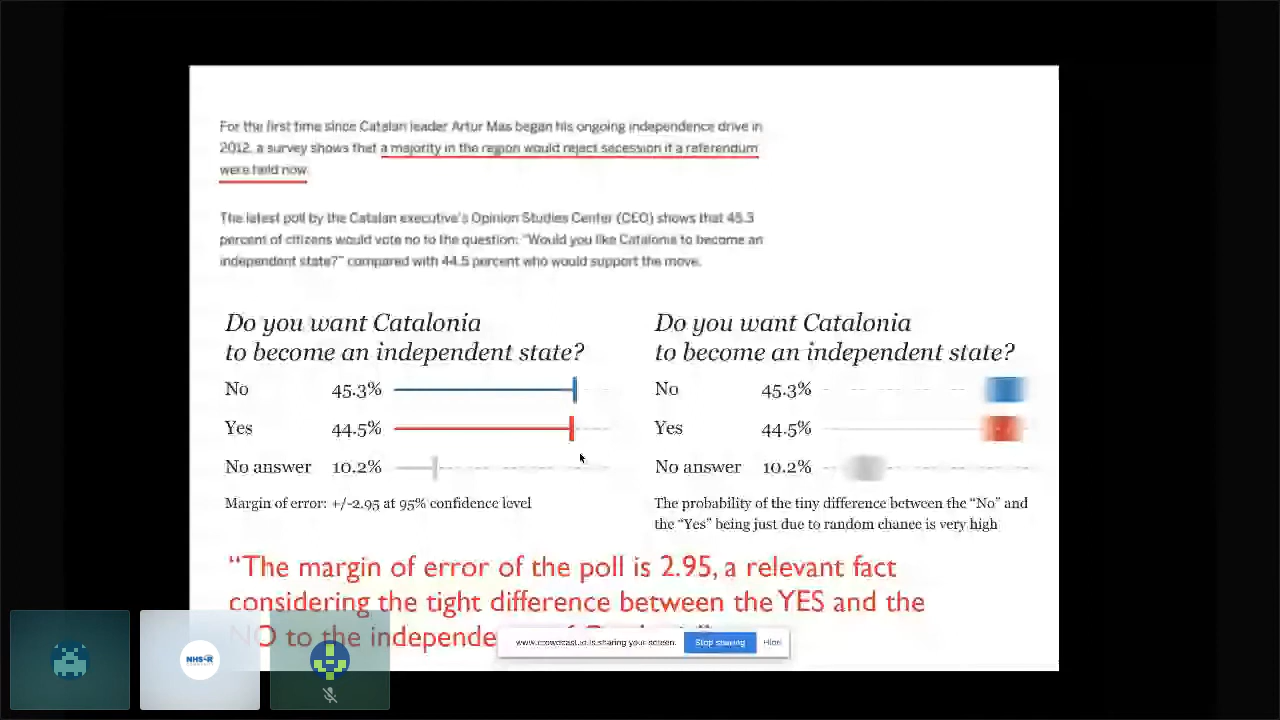 For the first time since Catalan leader Artur Mas began his ongoing independence drive in
2012, a survey shows that a majority in the region would reject secession if a referendum
were held now.
The latest poll by the Catalan executive's Opinion Studies Center (CEO) shows that 45.3
percent of citizens would vote no to the question: "Would you like Catalonia to become an
independent state?" compared with 44.5 percent who would support the move.
Do you want Catalonia
to become an independent state?
No 45.3%
Yes 44.5%
No answer 10.2%
Margin of error: +/-2.95 at 95% confidence level
Do you want Catalonia
to become an independent state?
No 45.3%
Yes 44.5%
No answer 10.2%
The probability of the tiny difference between the “No” and
the “Yes” being just due to random chance is very high
“The margin of error of the poll is 2.95, a relevant fact
considering the tight difference between the YES and the
NO to the independe
www.crowdcast.io is sharing your screen. Stop sharing Hide
NHS-R